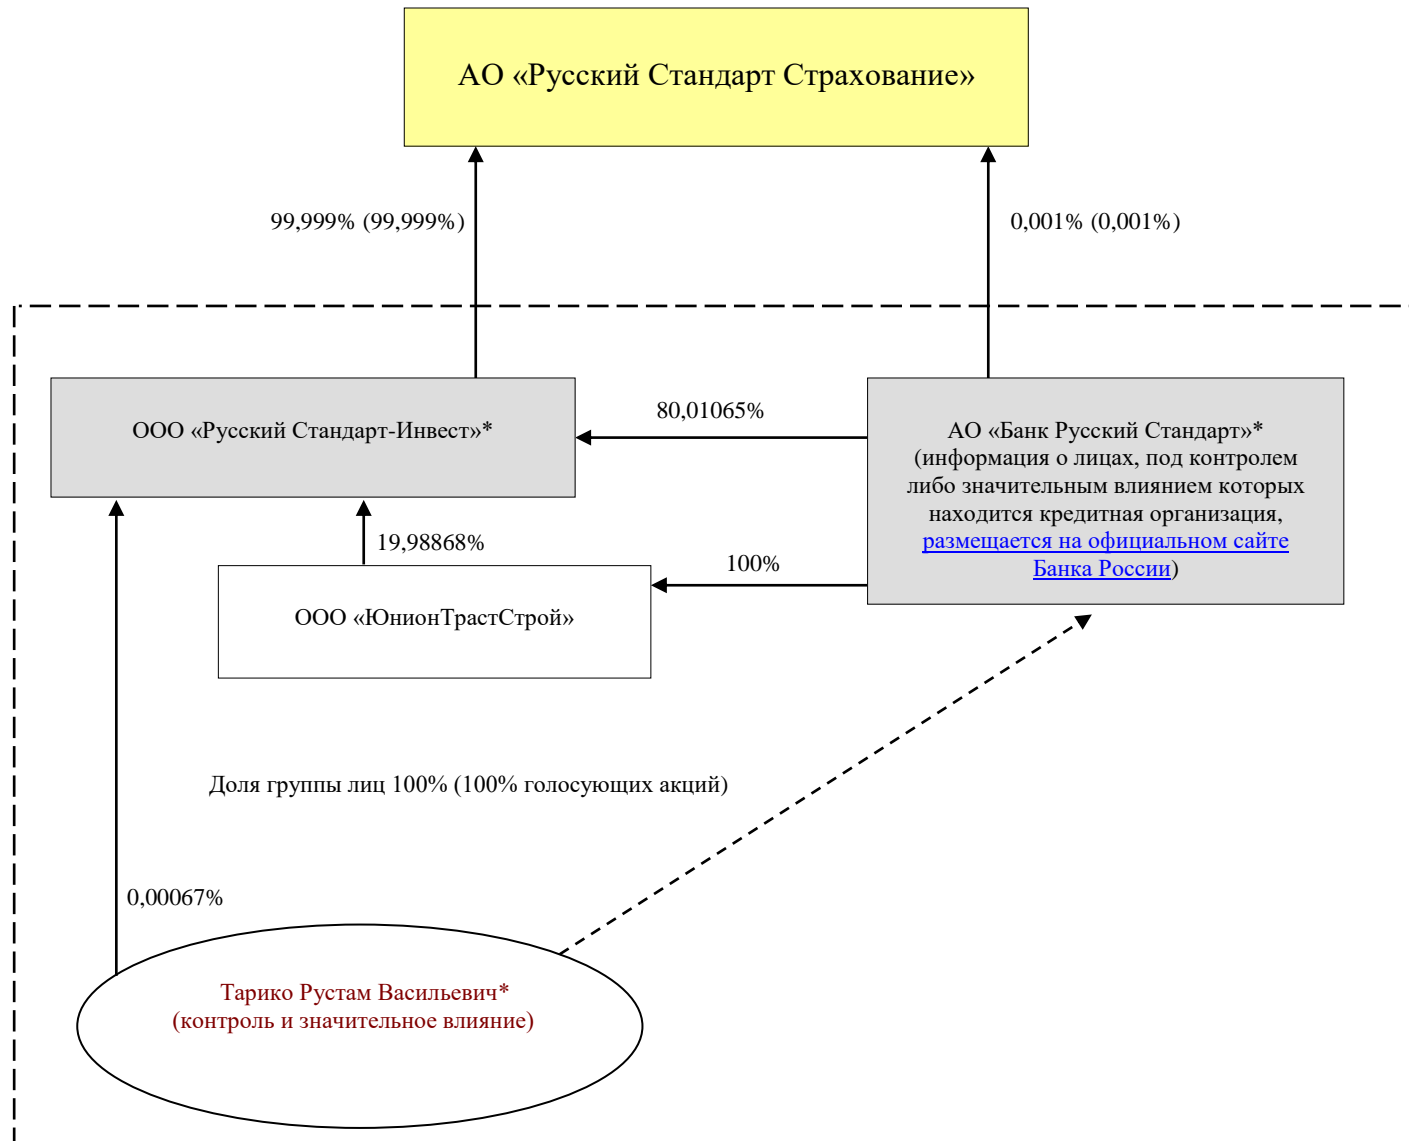 АО «Русский Стандарт Страхование»
99,999% (99,999%)
0,001% (0,001%)
ООО «Русский Стандарт-Инвест»*
80,01065%
АО «Банк Русский Стандарт»*
(информация о лицах, под контролем
либо значительным влиянием которых
находится кредитная организация,
размещается на официальном сайте
Банка России)
19,98868%
100%
ООО «ЮнионТрастСтрой»
Доля группы лиц 100% (100% голосующих акций)
0,00067%
Тарико Рустам Васильевич*
(контроль и значительное влияние)